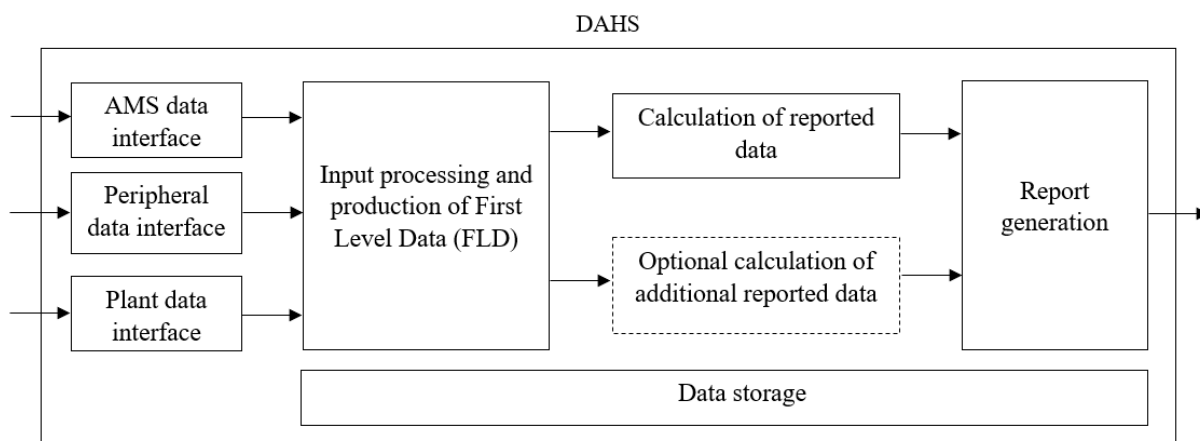 DAHS
AMS data
interface
Peripheral
data interface
Plant data
interface
Input processing and
production of First
Level Data (FLD)
Calculation of reported
data
Optional calculation of
additional reported data
Report
generation
Data storage